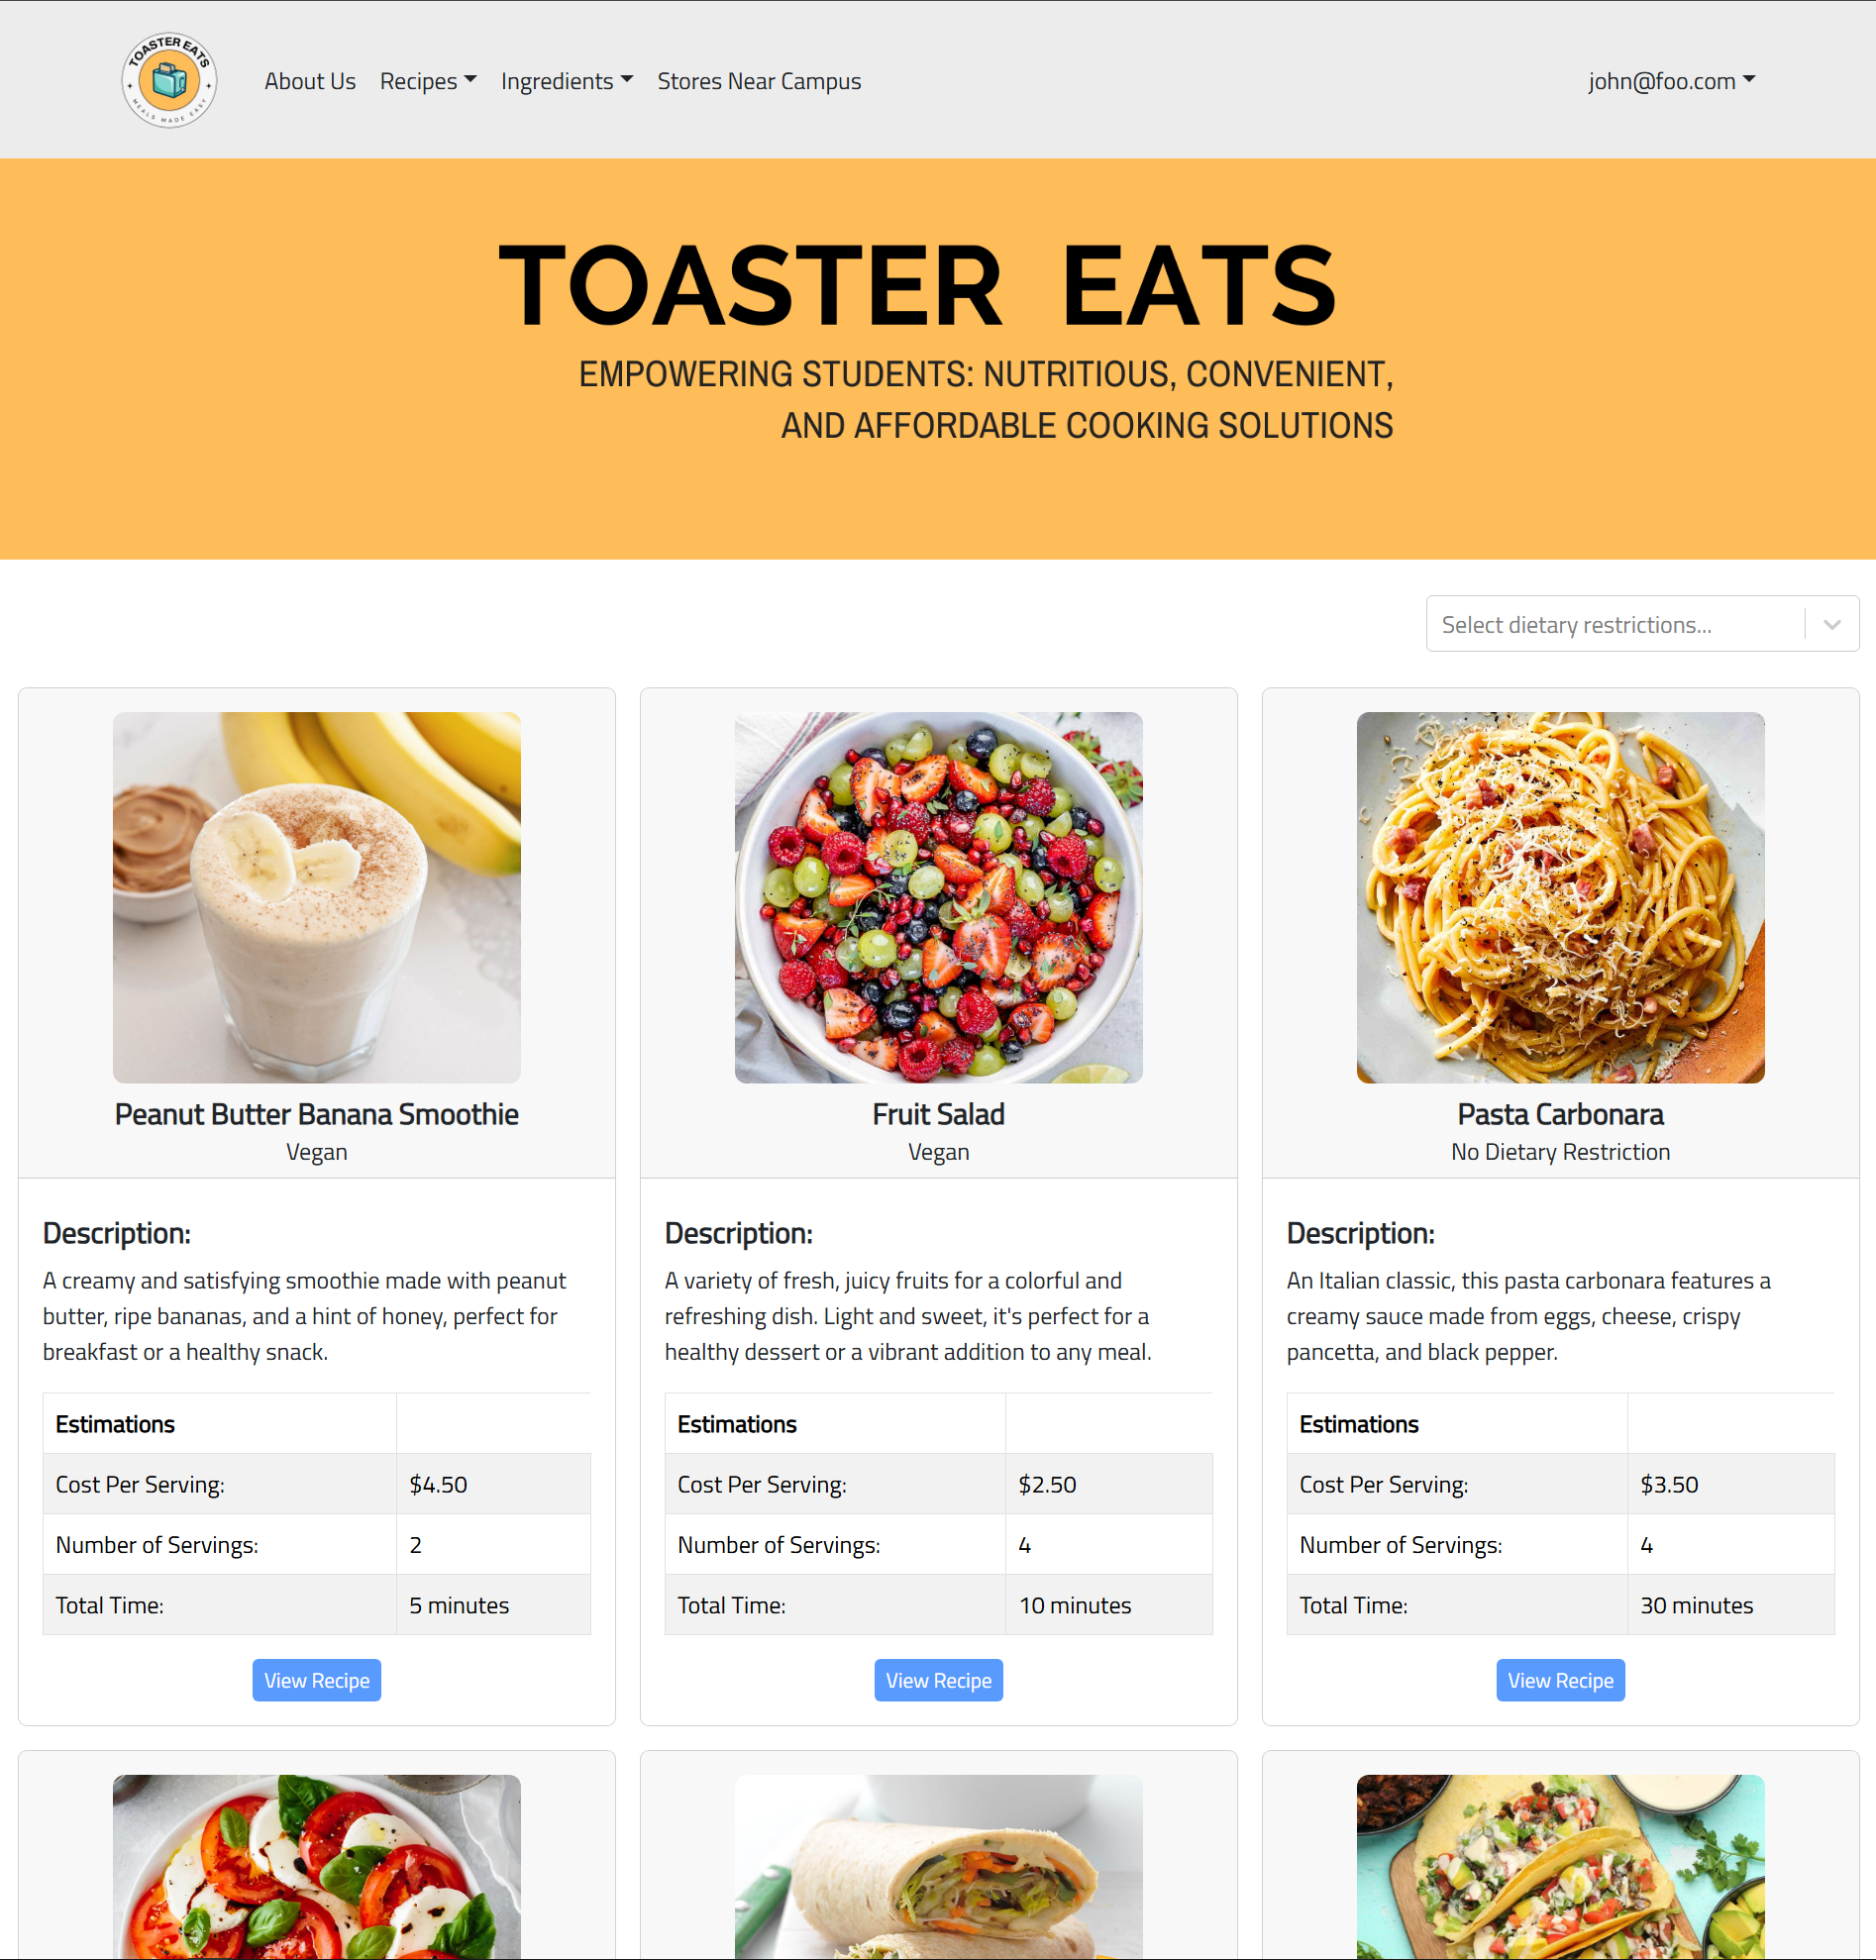 TOASTER EATS
MEALS MADE EASY
About Us
Recipes
Ingredients
Stores Near Campus
john@foo.com
TOASTER EATS
EMPOWERING STUDENTS: NUTRITIOUS, CONVENIENT,
AND AFFORDABLE COOKING SOLUTIONS
Select dietary restrictions...
Peanut Butter Banana Smoothie
Vegan
Description:
A creamy and satisfying smoothie made with peanut
butter, ripe bananas, and a hint of honey, perfect for
breakfast or a healthy snack.
Estimations
Cost Per Serving: $4.50
Number of Servings: 2
Total Time: 5 minutes
View Recipe
Fruit Salad
Vegan
Description:
A variety of fresh, juicy fruits for a colorful and
refreshing dish. Light and sweet, it's perfect for a
healthy dessert or a vibrant addition to any meal.
Estimations
Cost Per Serving: $2.50
Number of Servings: 4
Total Time: 10 minutes
View Recipe
Pasta Carbonara
No Dietary Restriction
Description:
An Italian classic, this pasta carbonara features a
creamy sauce made from eggs, cheese, crispy
pancetta, and black pepper.
Estimations
Cost Per Serving: $3.50
Number of Servings: 4
Total Time: 30 minutes
View Recipe